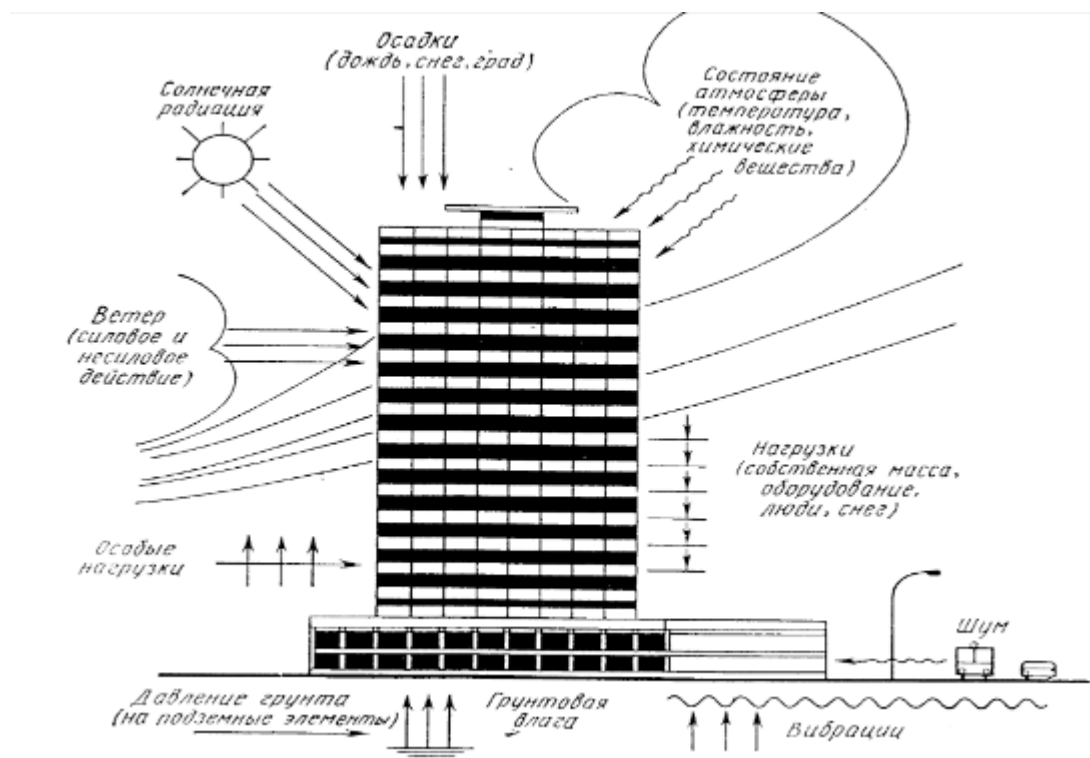 Осадки
(дождь, снег, град)
Солнечная
радиация
Состояние
атмосферы
(температура,
влажность,
химические
вещества)
Ветер
(силовое и
несиловое
действие)
Нагрузки
(собственная масса,
оборудование,
люди, снег)
Особые
нагрузки
Шум
Давление грунта
(на подземные элементы)
Грунтовая
влага
Вибрации